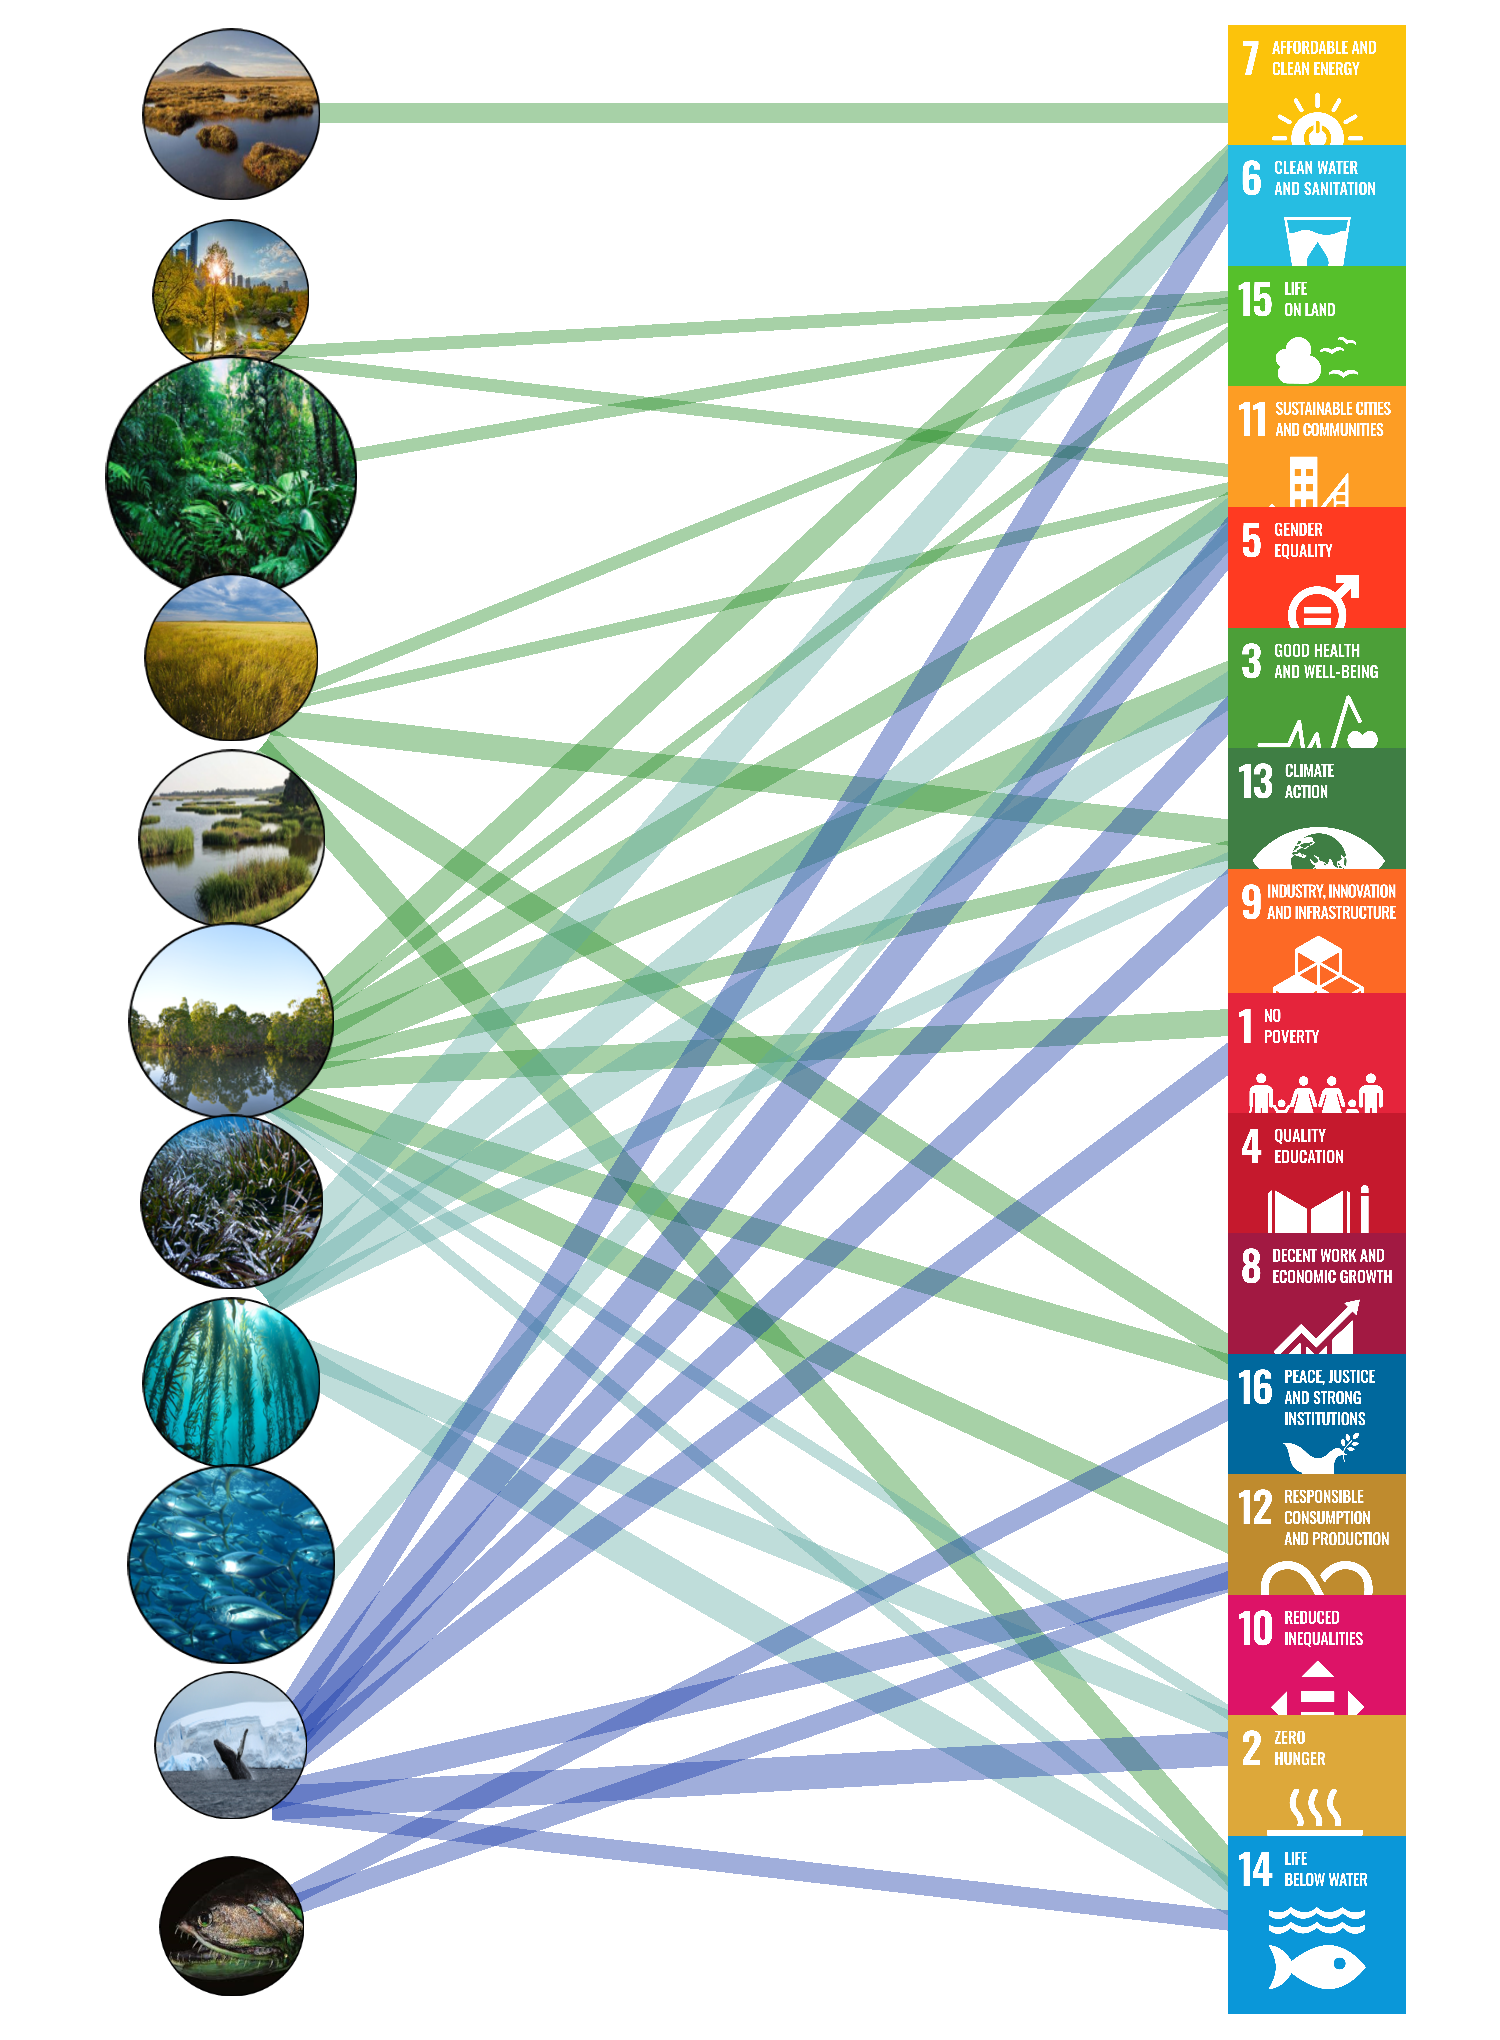 7 AFFORDABLE AND
CLEAN ENERGY
6 CLEAN WATER
AND SANITATION
15 LIFE
ON LAND
11 SUSTAINABLE CITIES
AND COMMUNITIES
5 GENDER
EQUALITY
3 GOOD HEALTH
AND WELL-BEING
13 CLIMATE
ACTION
9 INDUSTRY, INNOVATION
AND INFRASTRUCTURE
1 NO
POVERTY
4 QUALITY
EDUCATION
8 DECENT WORK AND
ECONOMIC GROWTH
16 PEACE, JUSTICE
AND STRONG
INSTITUTIONS
12 RESPONSIBLE
CONSUMPTION
AND PRODUCTION
10 REDUCED
INEQUALITIES
2 ZERO
HUNGER
14 LIFE
BELOW WATER